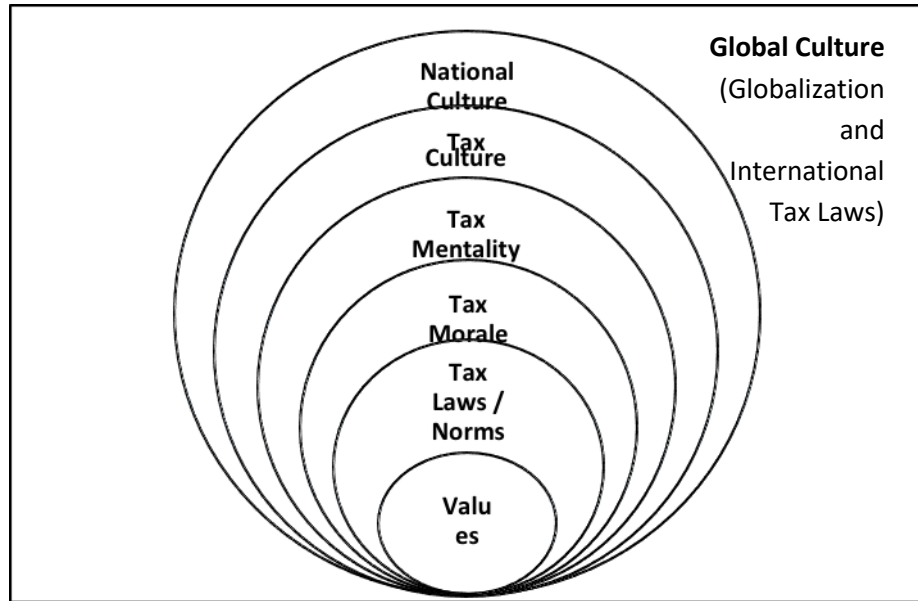 Global Culture
(Globalization
and
International
Tax Laws)
National
Culture
Tax
Culture
Tax
Mentality
Tax
Morale
Tax
Laws /
Norms
Valu
es